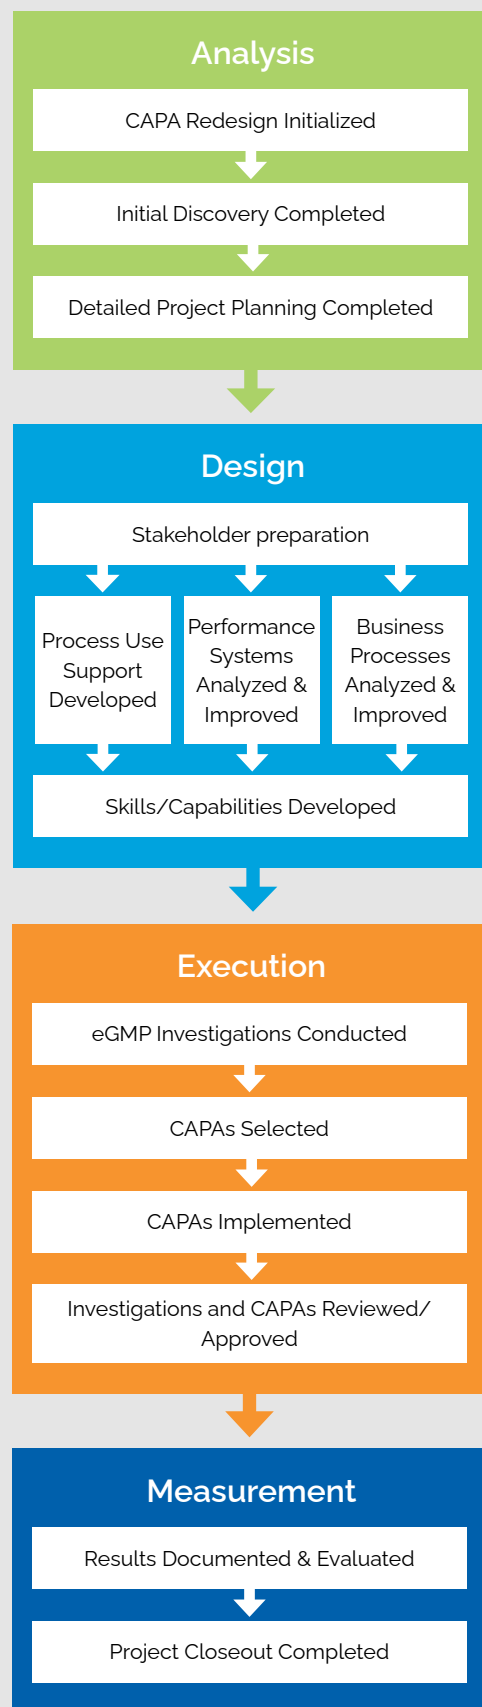 Analysis
CAPA Redesign Initialized
Initial Discovery Completed
Detailed Project Planning Completed
Design
Stakeholder preparation
Process Use
Support
Developed
Performance
Systems
Analyzed &
Improved
Business
Processes
Analyzed &
Improved
Skills/Capabilities Developed
Execution
eGMP Investigations Conducted
CAPAs Selected
CAPAs Implemented
Investigations and CAPAs Reviewed/
Approved
Measurement
Results Documented & Evaluated
Project Closeout Completed